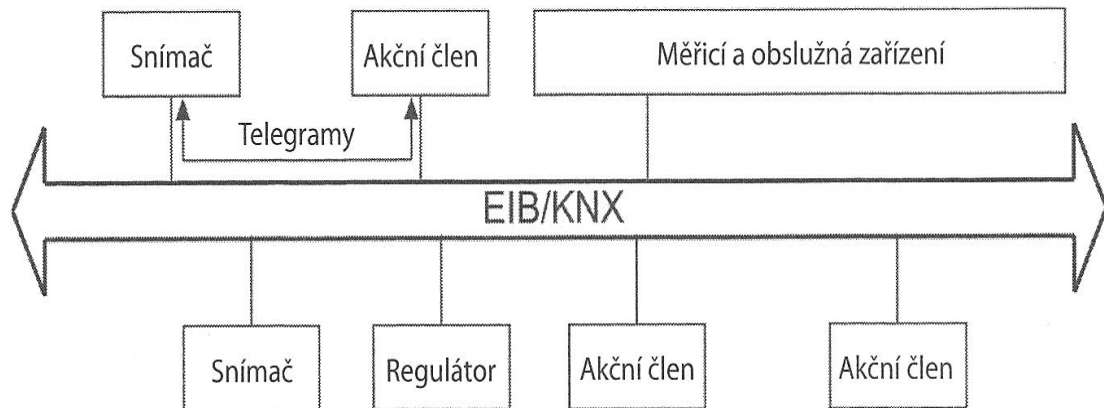 Snímač
Akční člen
Měřicí a obslužná zařízení
Telegramy
EIB/KNX
Snímač
Regulátor
Akční člen
Akční člen